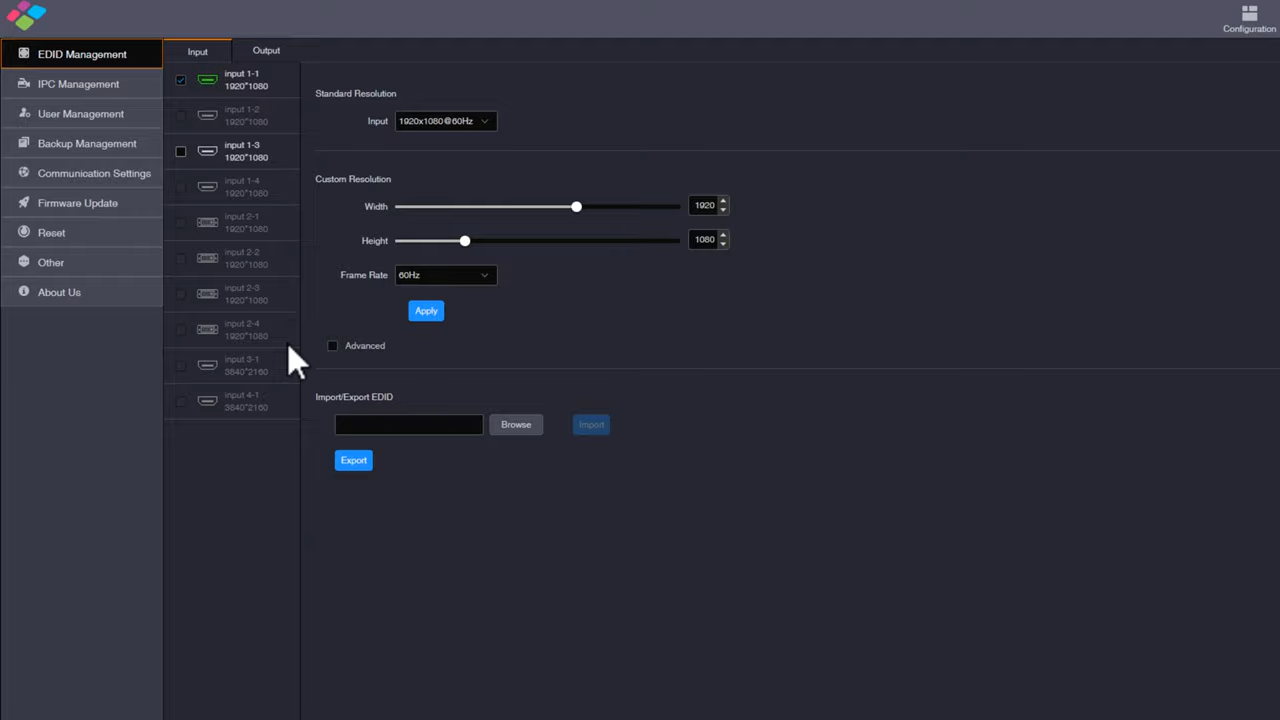 Configuration
EDID Management
IPC Management
User Management
Backup Management
Communication Settings
Firmware Update
Reset
Other
About Us
Input
Output
input 1-1
1920*1080
input 1-2
1920*1080
input 1-3
1920*1080
input 1-4
1920*1080
input 2-1
1920*1080
input 2-2
1920*1080
input 2-3
1920*1080
input 2-4
1920*1080
input 3-1
3840*2160
input 4-1
3840*2160
Standard Resolution
Input 1920x1080@60Hz
Custom Resolution
Width 1920
Height 1080
Frame Rate 60Hz
Apply
Advanced
Import/Export EDID
Browse Import
Export